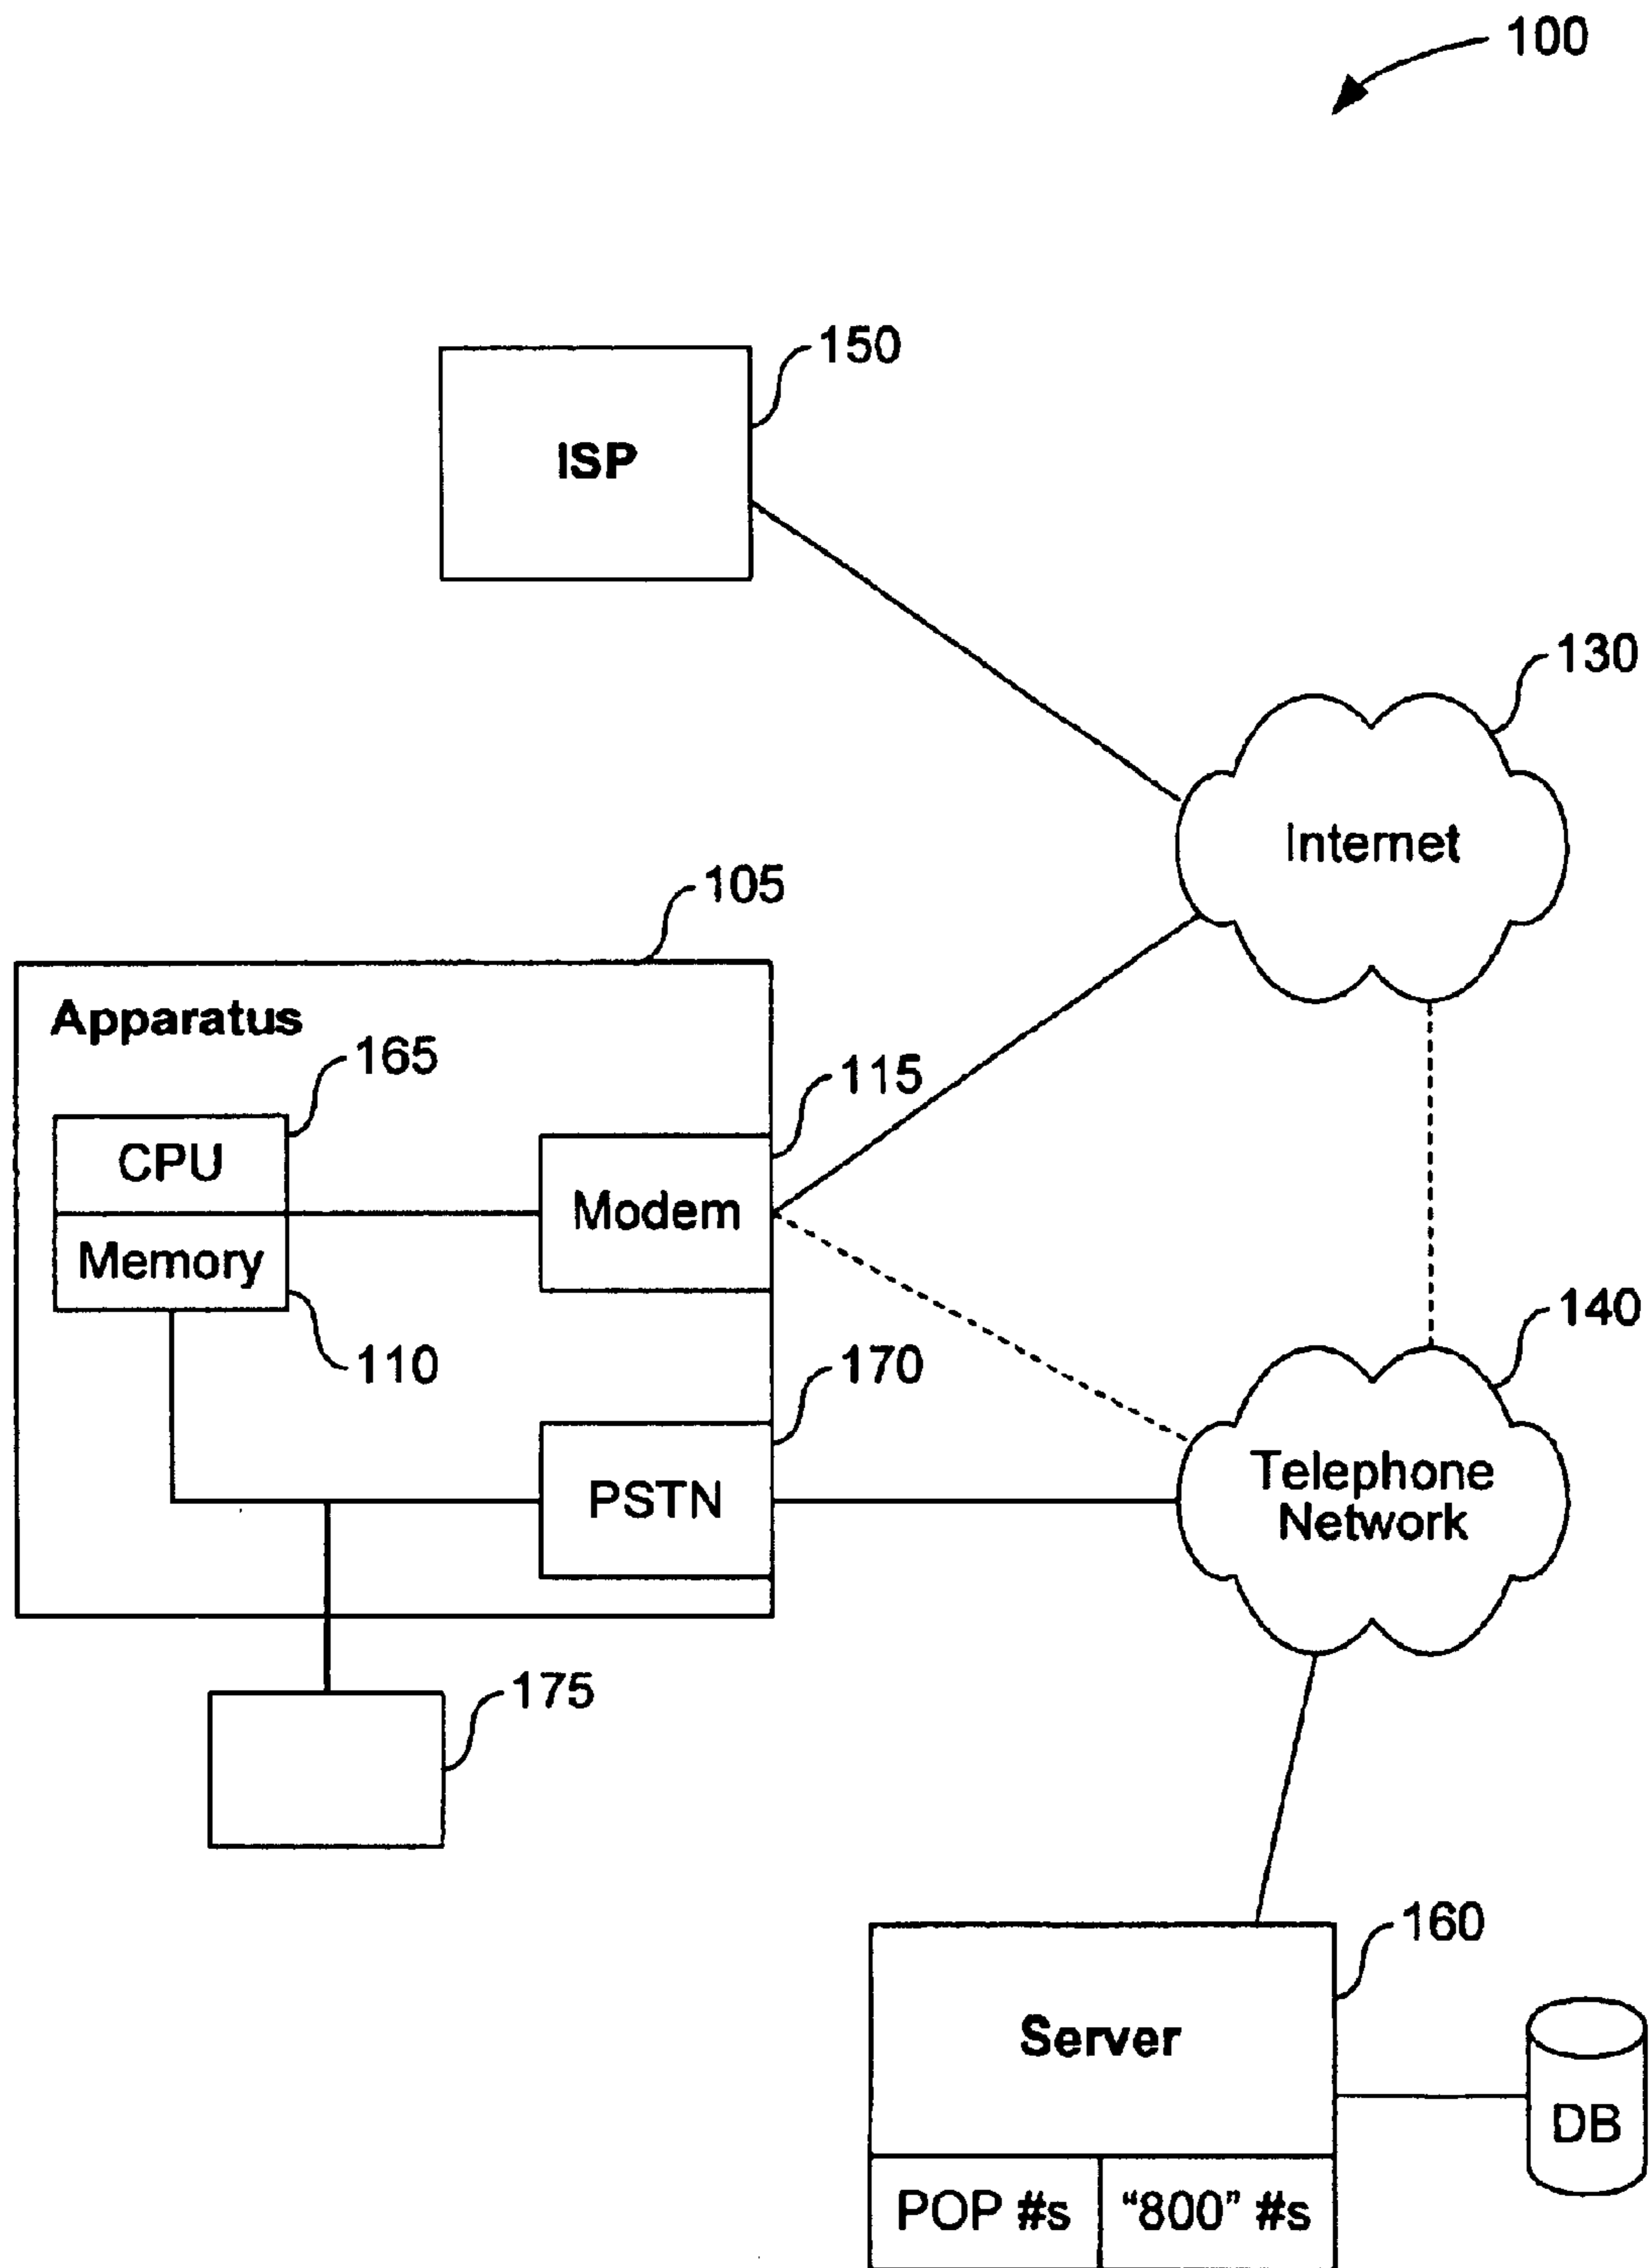 100
150
ISP
130
Internet
105
Apparatus
165
115
CPU
Modem
Memory
140
110
170
Telephone
Network
PSTN
175
160
Server
DB
POP #s
“800” #s